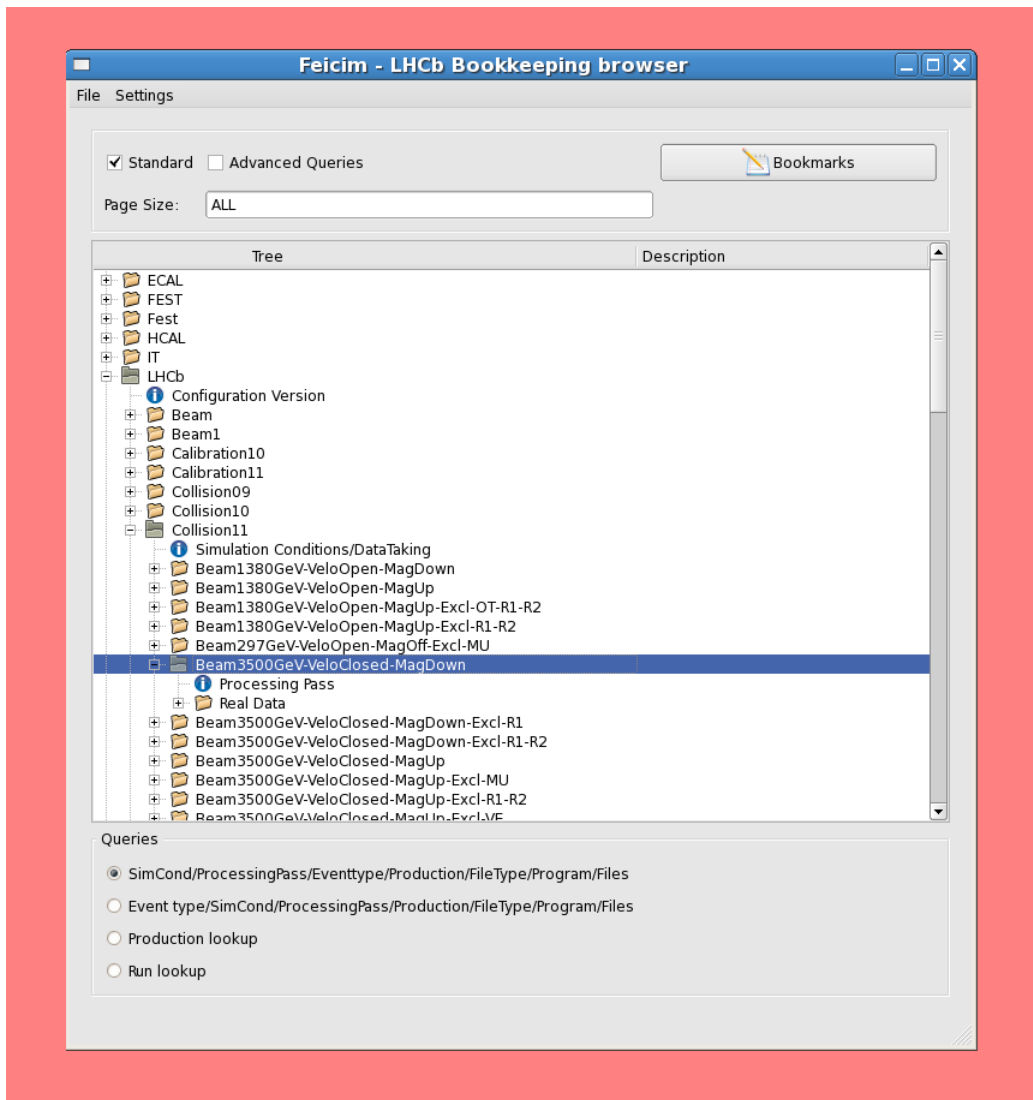 Feicim - LHCb Bookkeeping browser
File Settings
Standard Advanced Queries Bookmarks
Page Size: ALL
Tree Description
ECAL
FEST
Fest
HCAL
IT
LHCb
Configuration Version
Beam
Beam1
Calibration10
Calibration11
Collision09
Collision10
Collision11
Simulation Conditions/DataTaking
Beam1380GeV-VeloOpen-MagDown
Beam1380GeV-VeloOpen-MagUp
Beam1380GeV-VeloOpen-MagUp-Excl-OT-R1-R2
Beam1380GeV-VeloOpen-MagUp-Excl-R1-R2
Beam297GeV-VeloOpen-MagOff-Excl-MU
Beam3500GeV-VeloClosed-MagDown
Processing Pass
Real Data
Beam3500GeV-VeloClosed-MagDown-Excl-R1
Beam3500GeV-VeloClosed-MagDown-Excl-R1-R2
Beam3500GeV-VeloClosed-MagUp
Beam3500GeV-VeloClosed-MagUp-Excl-MU
Beam3500GeV-VeloClosed-MagUp-Excl-R1-R2
Beam3500GeV-VeloClosed-MagUp-Excl-VE
Queries
SimCond/ProcessingPass/Eventtype/Production/FileType/Program/Files
Event type/SimCond/ProcessingPass/Production/FileType/Program/Files
Production lookup
Run lookup